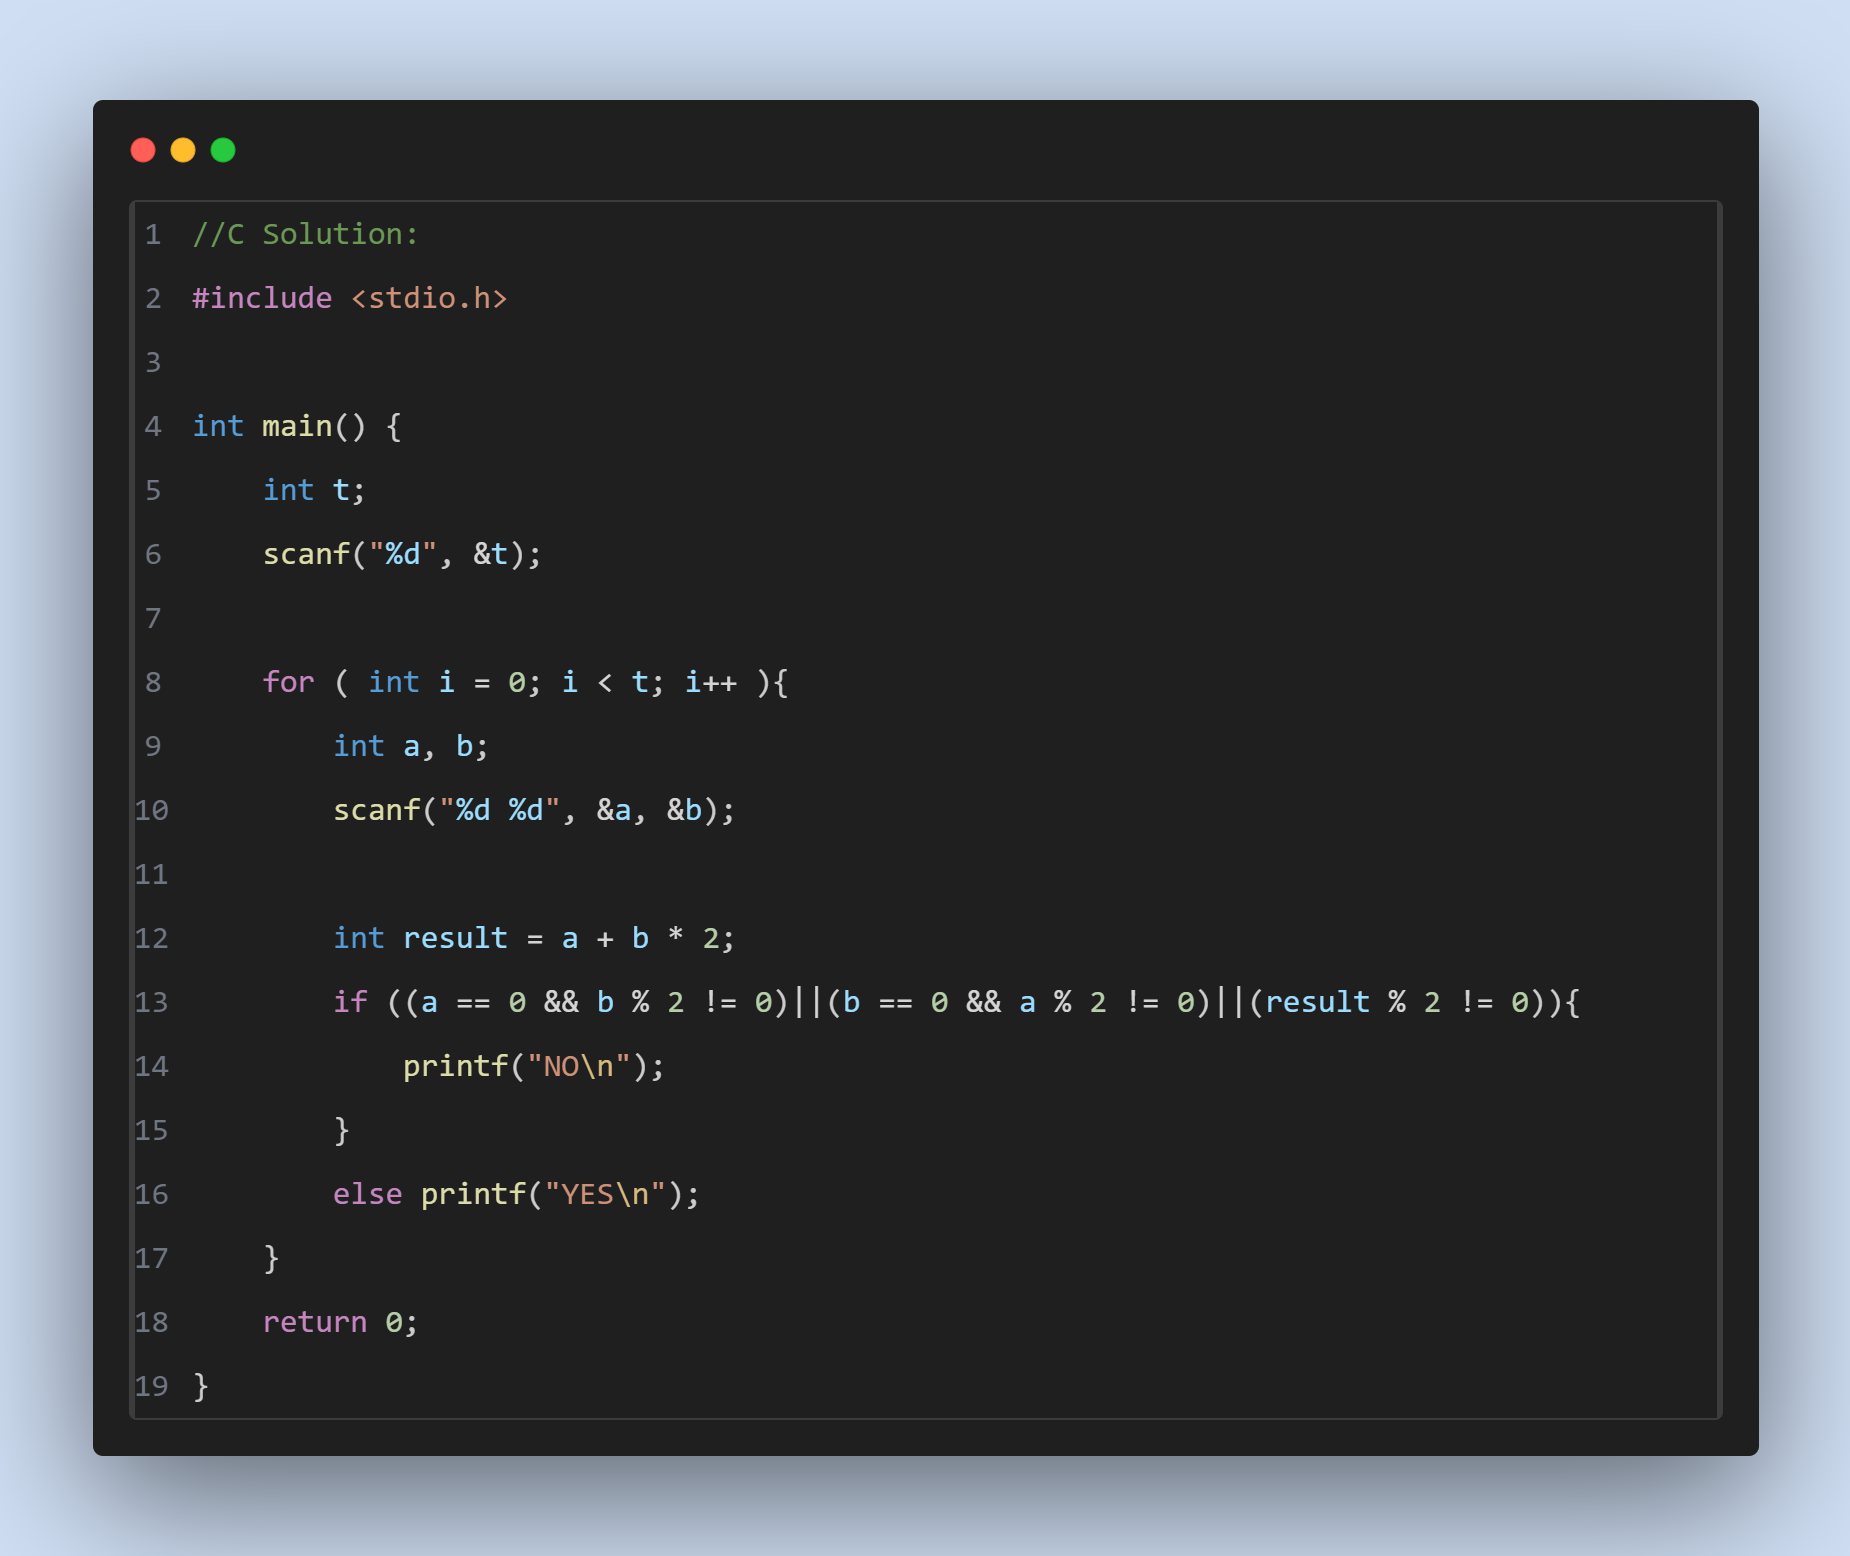 1 //C Solution:
2 #include <stdio.h>
3
4 int main() {
5     int t;
6     scanf("%d", &t);
7
8     for ( int i = 0; i < t; i++ ){
9         int a, b;
10         scanf("%d %d", &a, &b);
11
12         int result = a + b * 2;
13         if ((a == 0 && b % 2 != 0)||(b == 0 && a % 2 != 0)||(result % 2 != 0)){
14             printf("NO\n");
15         }
16         else printf("YES\n");
17     }
18     return 0;
19 }